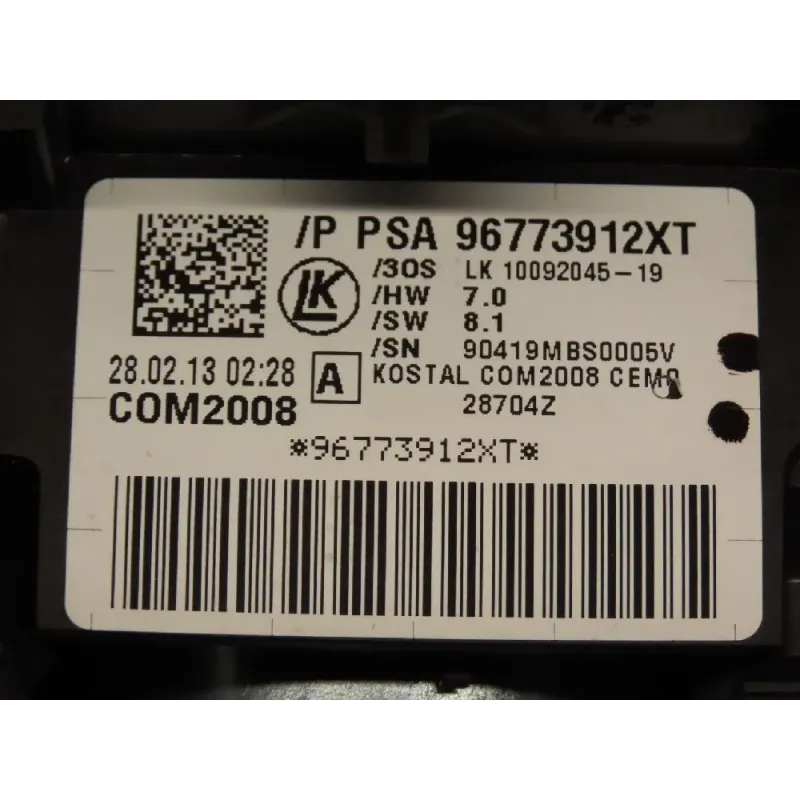 /P PSA 96773912XT
LK
/30S LK 10092045-19
/HW 7.0
/SW 8.1
/SN 90419MBS0005V
28.02.13 02:28 A KOSTAL COM2008
COM2008 28704Z
*96773912XT*